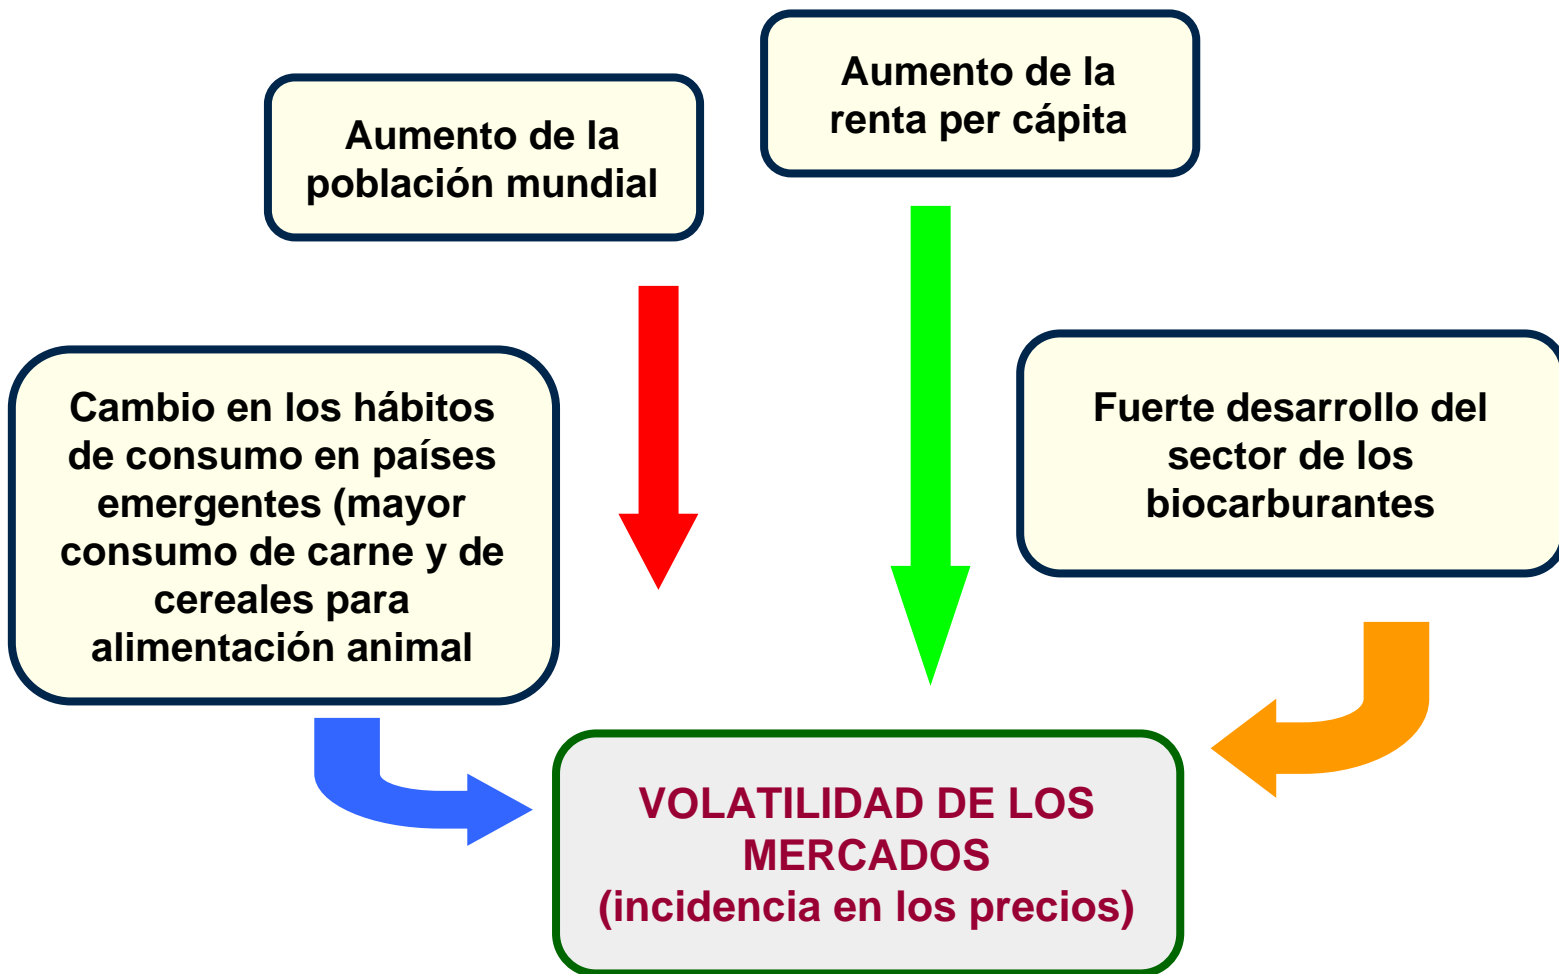 Aumento de la
renta per cápita
Aumento de la
población mundial
Cambio en los hábitos
de consumo en países
emergentes (mayor
consumo de carne y de
cereales para
alimentación animal
Fuerte desarrollo del
sector de los
biocarburantes
VOLATILIDAD DE LOS
MERCADOS
(incidencia en los precios)